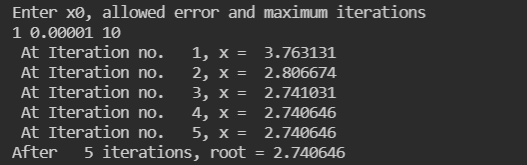 Enter x0, allowed error and maximum iterations
1 0.00001 10
At Iteration no.   1, x =  3.763131
At Iteration no.   2, x =  2.806674
At Iteration no.   3, x =  2.741031
At Iteration no.   4, x =  2.740646
At Iteration no.   5, x =  2.740646
After   5 iterations, root = 2.740646